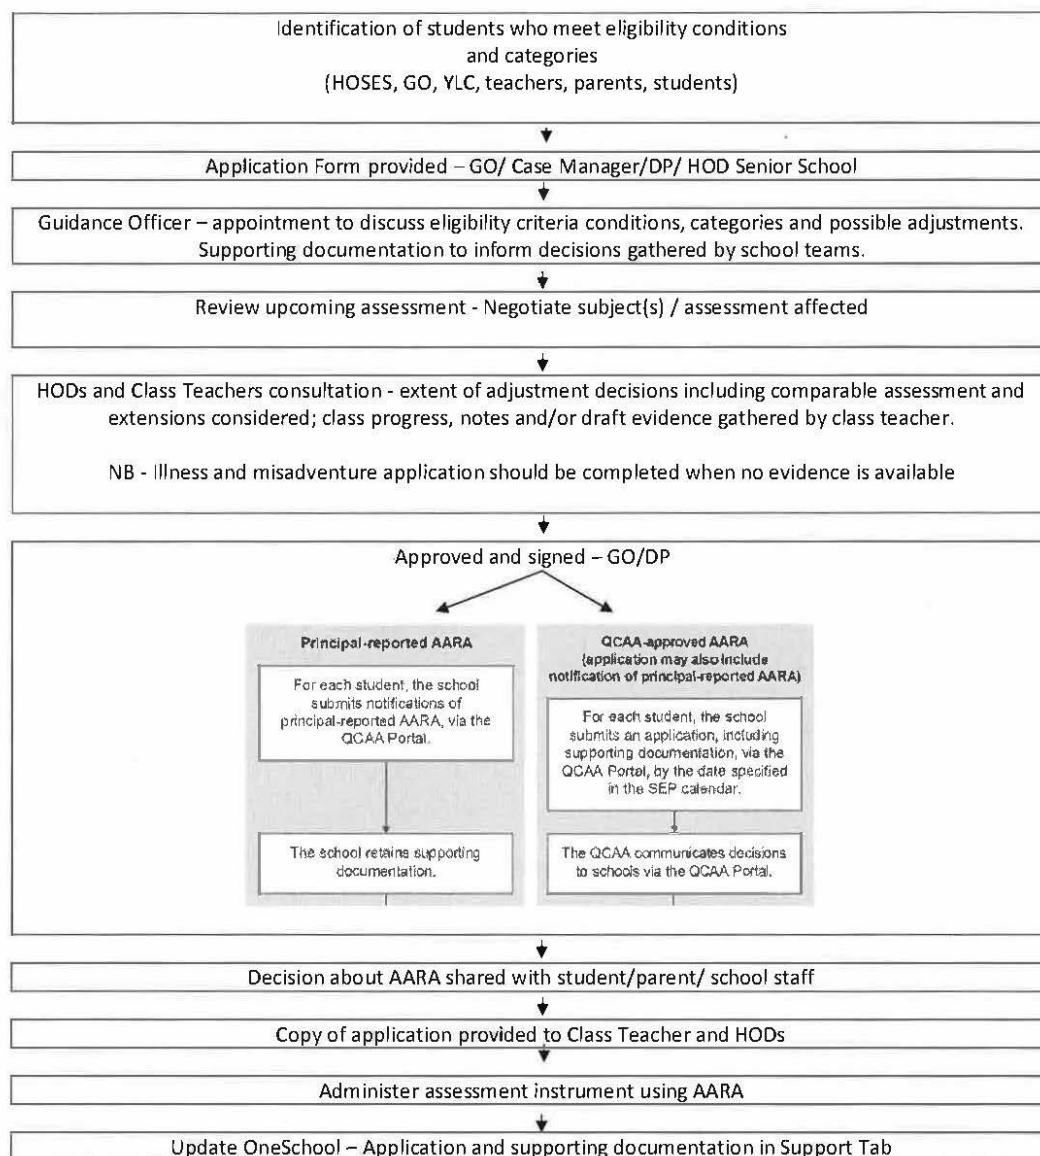 Identification of students who meet eligibility conditions
and categories
(HOSES, GO, YLC, teachers, parents, students)
Application Form provided – GO/ Case Manager/DP/ HOD Senior School
Guidance Officer – appointment to discuss eligibility criteria conditions, categories and possible adjustments.
Supporting documentation to inform decisions gathered by school teams.
Review upcoming assessment - Negotiate subject(s) / assessment affected
HODs and Class Teachers consultation - extent of adjustment decisions including comparable assessment and
extensions considered; class progress, notes and/or draft evidence gathered by class teacher.
NB - Illness and misadventure application should be completed when no evidence is available
Approved and signed – GO/DP
Principal-reported AARA
For each student, the school
submits notifications of
principal-reported AARA, via the
QCAA Portal.
The school retains supporting
documentation.
QCAA-approved AARA
(application may also include
notification of principal-reported AARA)
For each student, the school
submits an application, including
supporting documentation, via the
QCAA Portal, by the date specified
in the SEP calendar.
The QCAA communicates decisions
to schools via the QCAA Portal.
Decision about AARA shared with student/parent/ school staff
Copy of application provided to Class Teacher and HODs
Administer assessment instrument using AARA
Update OneSchool – Application and supporting documentation in Support Tab